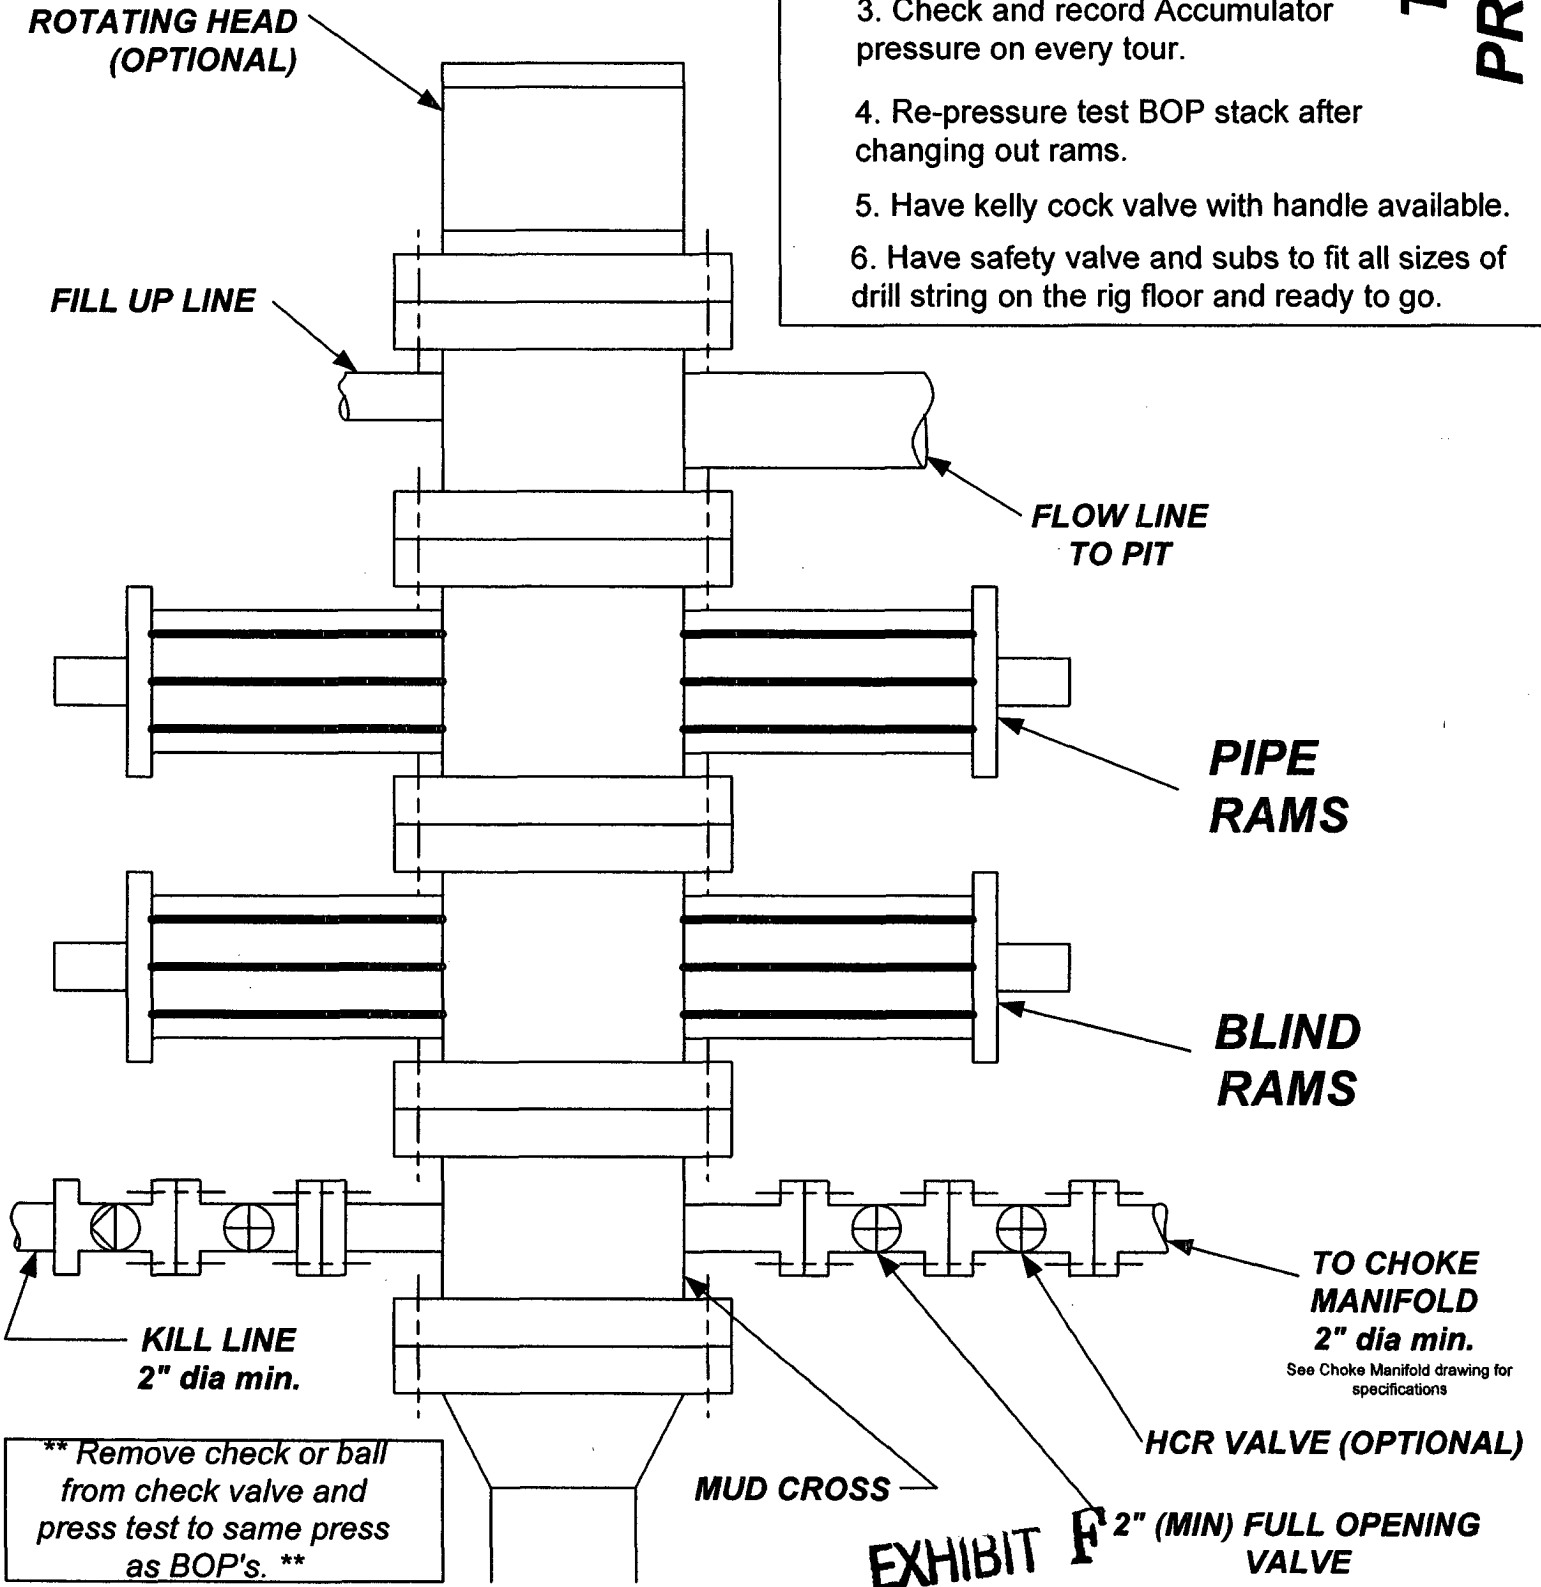 ROTATING HEAD
(OPTIONAL)
3. Check and record Accumulator
pressure on every tour.
4. Re-pressure test BOP stack after
changing out rams.
5. Have kelly cock valve with handle available.
6. Have safety valve and subs to fit all sizes of
drill string on the rig floor and ready to go.
FILL UP LINE
FLOW LINE
TO PIT
PIPE
RAMS
BLIND
RAMS
KILL LINE
2" dia min.
TO CHOKE
MANIFOLD
2" dia min.
See Choke Manifold drawing for
specifications
HCR VALVE (OPTIONAL)
MUD CROSS
2" (MIN) FULL OPENING
VALVE
** Remove check or ball
from check valve and
press test to same press
as BOP's. **
EXHIBIT F